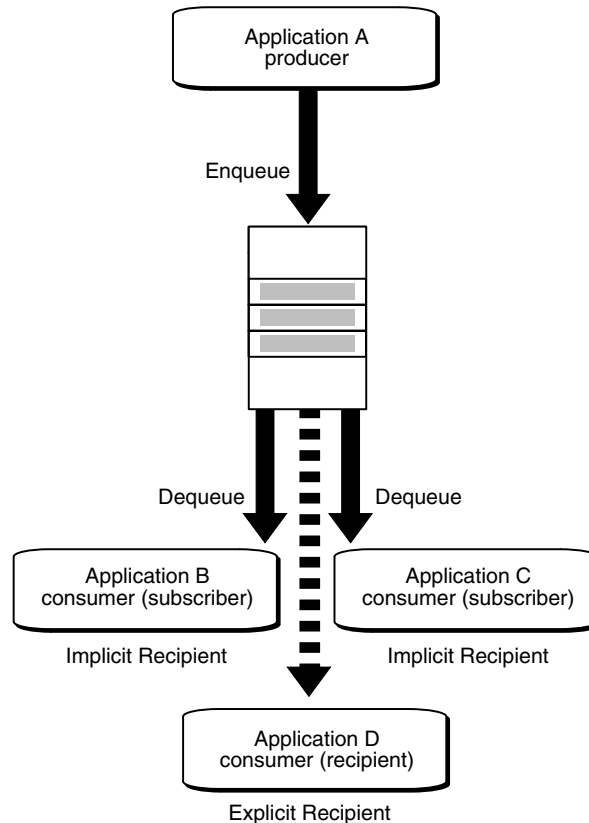 Application A
producer
Enqueue
Dequeue
Dequeue
Application B
consumer (subscriber)
Application C
consumer (subscriber)
Implicit Recipient
Implicit Recipient
Application D
consumer (recipient)
Explicit Recipient